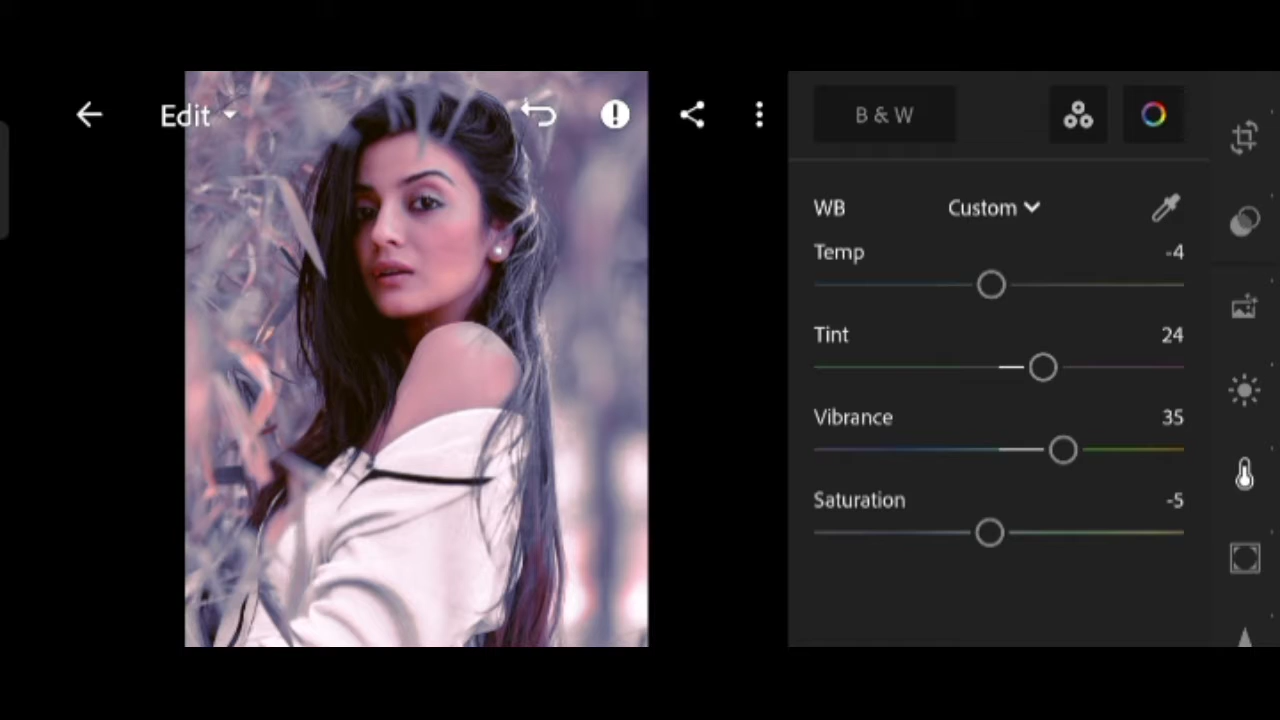 Edit
B & W
WB Custom
Temp -4
Tint 24
Vibrance 35
Saturation -5